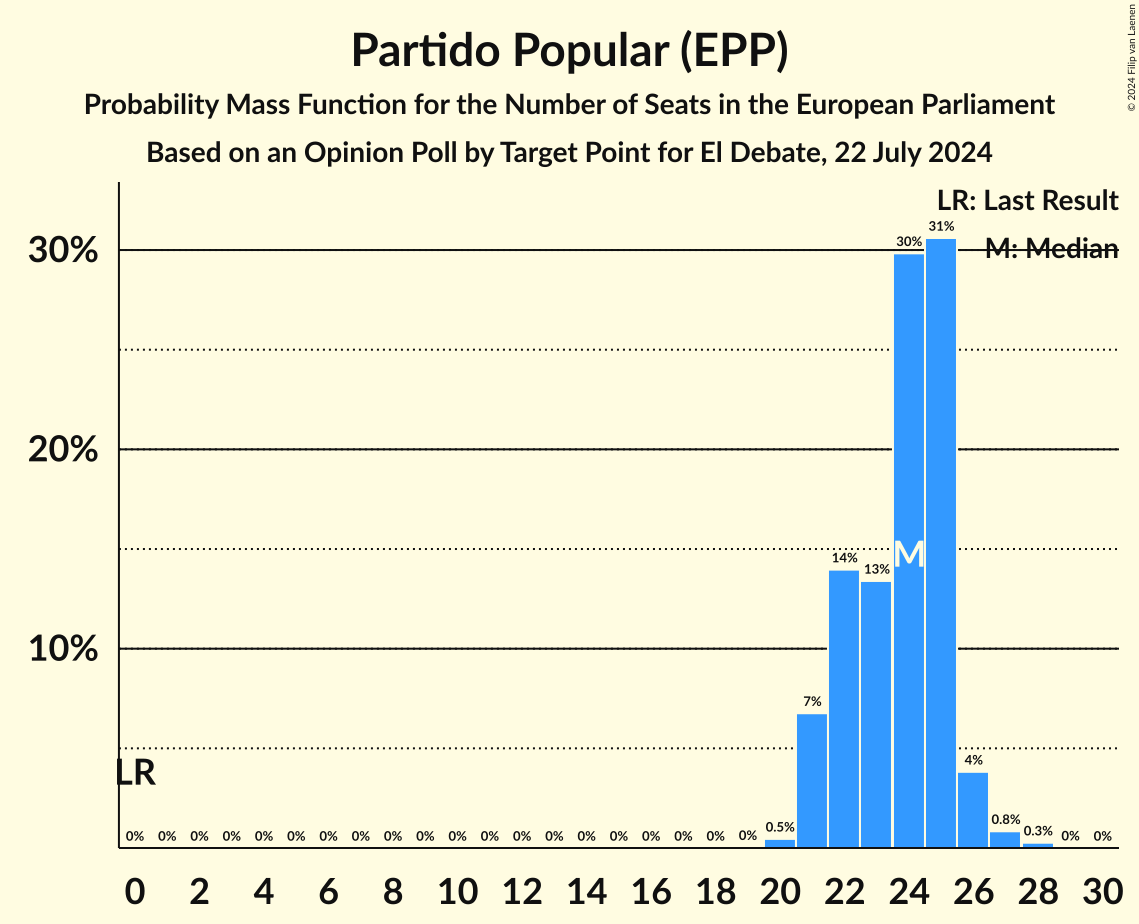 Partido Popular (EPP)
Probability Mass Function for the Number of Seats in the European Parliament
Based on an Opinion Poll by Target Point for El Debate, 22 July 2024
© 2024 Filip van Laenen
LR: Last Result
M: Median
30%
20%
10%
LR
M
0% 0% 0% 0% 0% 0% 0% 0% 0% 0% 0% 0% 0% 0% 0% 0% 0% 0% 0% 0% 0.5% 7% 14% 13% 30% 31% 4% 0.8% 0.3% 0% 0%
0 2 4 6 8 10 12 14 16 18 20 22 24 26 28 30